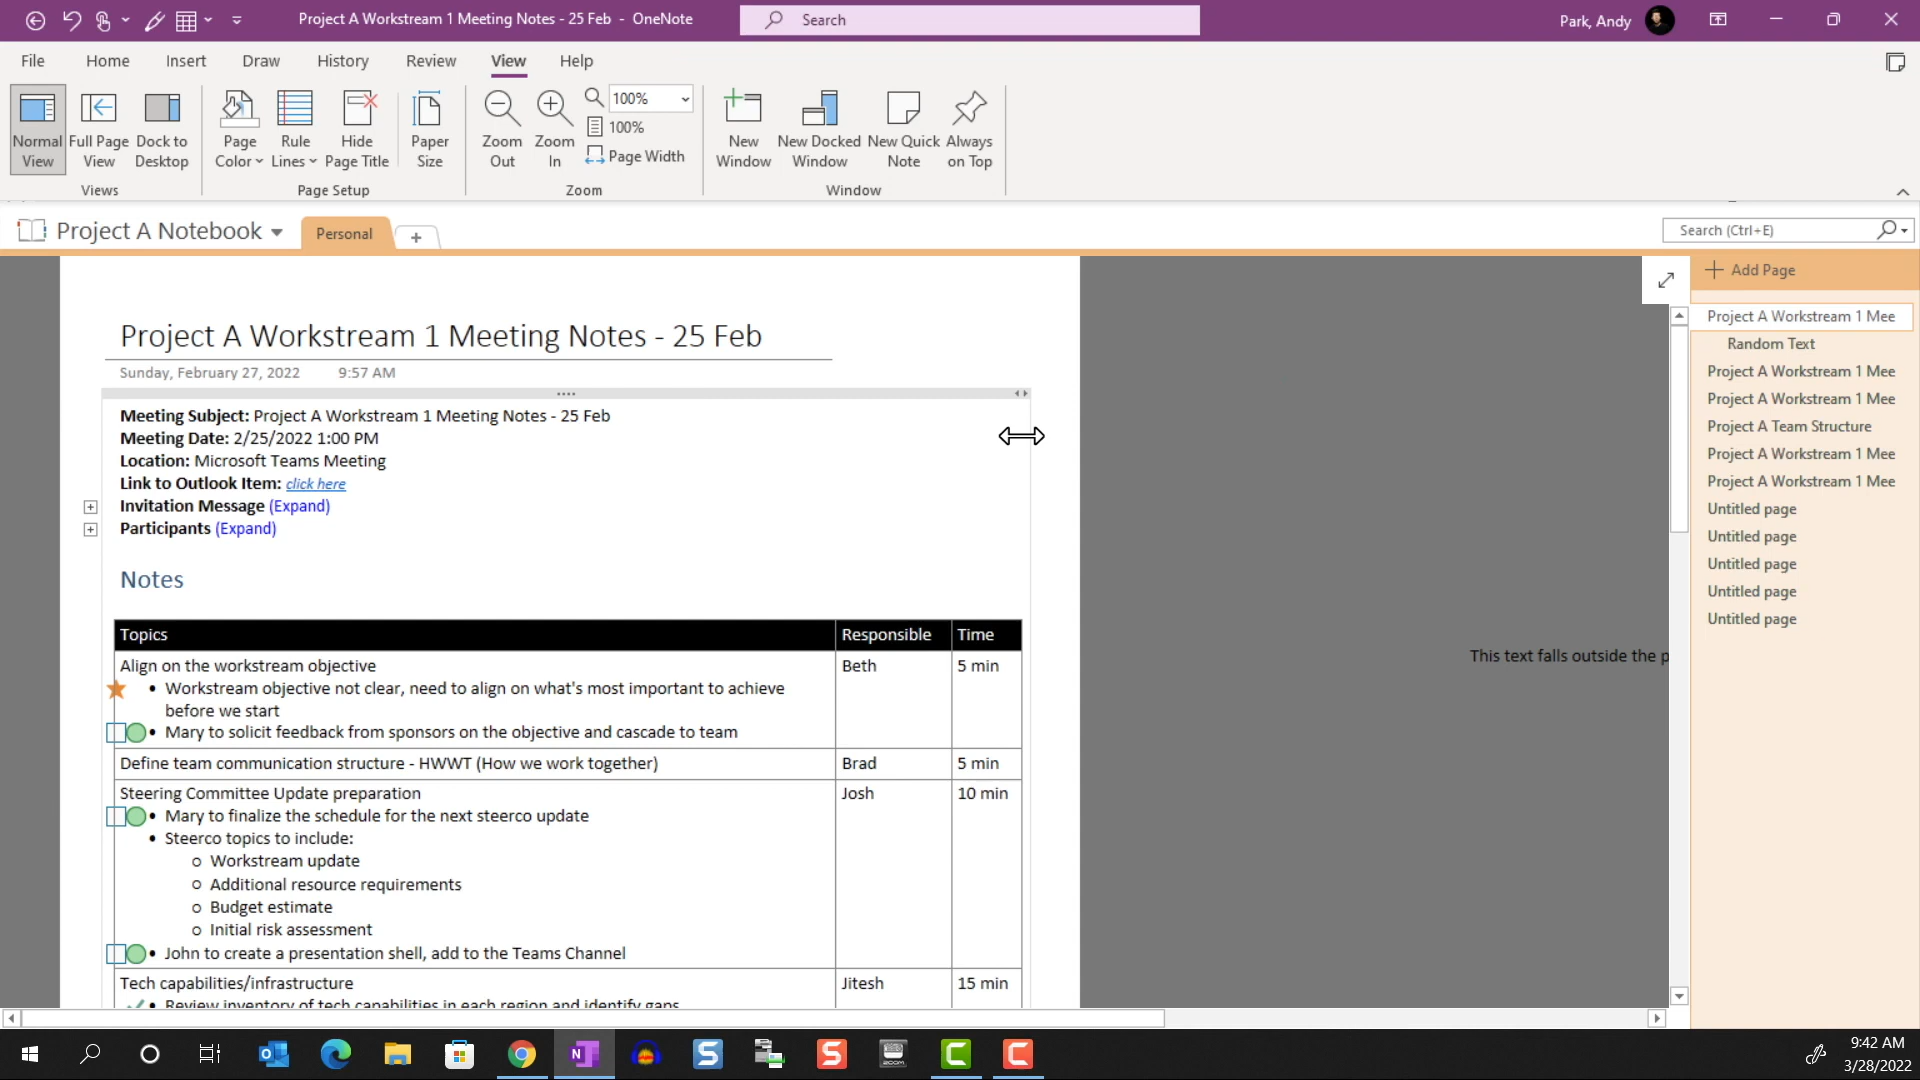 Project A Workstream 1 Meeting Notes - 25 Feb - OneNote
Search
Park, Andy
File Home Insert Draw History Review View Help
Normal View
Full Page View
Dock to Desktop
Views
Page Color
Rule Lines
Hide Page Title
Paper Size
Page Setup
Zoom Out
Zoom In
100%
100%
Page Width
Zoom
New Window
New Docked Window
New Quick Note
Always on Top
Window
Project A Notebook
Personal
Search (Ctrl+E)
Project A Workstream 1 Meeting Notes - 25 Feb
Sunday, February 27, 2022 9:57 AM
Meeting Subject: Project A Workstream 1 Meeting Notes - 25 Feb
Meeting Date: 2/25/2022 1:00 PM
Location: Microsoft Teams Meeting
Link to Outlook Item: click here
Invitation Message (Expand)
Participants (Expand)
Notes
Topics Responsible Time
Align on the workstream objective Beth 5 min
• Workstream objective not clear, need to align on what's most important to achieve
before we start
• Mary to solicit feedback from sponsors on the objective and cascade to team
Define team communication structure - HWWT (How we work together) Brad 5 min
Steering Committee Update preparation Josh 10 min
• Mary to finalize the schedule for the next steerco update
• Steerco topics to include:
o Workstream update
o Additional resource requirements
o Budget estimate
o Initial risk assessment
• John to create a presentation shell, add to the Teams Channel
Tech capabilities/infrastructure Jitesh 15 min
• Review inventory of tech capabilities in each region and identify gaps
This text falls outside the p
Add Page
Project A Workstream 1 Mee
Random Text
Project A Workstream 1 Mee
Project A Workstream 1 Mee
Project A Team Structure
Project A Workstream 1 Mee
Project A Workstream 1 Mee
Untitled page
Untitled page
Untitled page
Untitled page
Untitled page
9:42 AM
3/28/2022